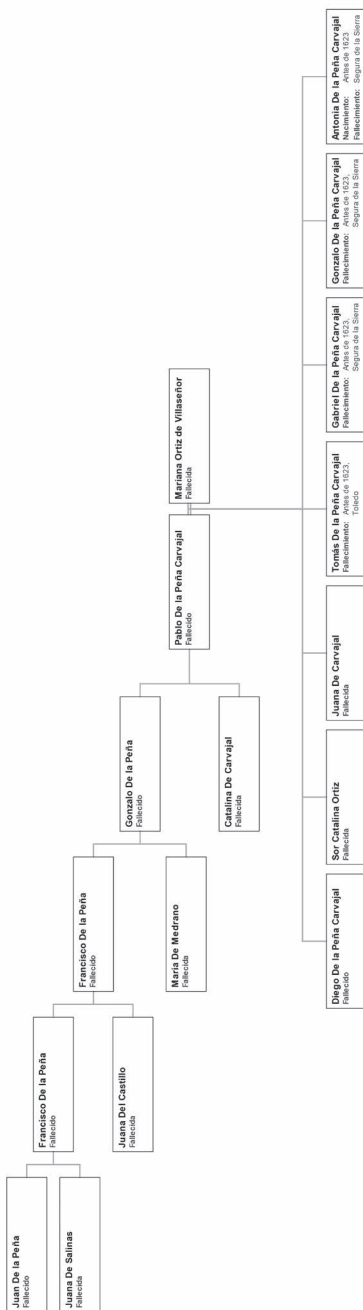 Juan De la Peña
Fallecido
Juana De Salinas
Fallecida
Francisco De la Peña
Fallecido
Juana Del Castillo
Fallecida
Francisco De la Peña
Fallecido
María De Medrano
Fallecida
Gonzalo De la Peña
Fallecido
Catalina De Carvajal
Fallecida
Pablo De la Peña Carvajal
Fallecido
Mariana Ortiz de Villaseñor
Fallecida
Diego De la Peña Carvajal
Fallecido
Sor Catalina Ortiz
Fallecida
Juana De Carvajal
Fallecida
Tomás De la Peña Carvajal
Fallecimiento: Antes de 1623,
Toledo
Gabriel De la Peña Carvajal
Fallecimiento: Antes de 1623,
Segura de la Sierra
Gonzalo De la Peña Carvajal
Fallecimiento: Antes de 1623,
Segura de la Sierra
Antonia De la Peña Carvajal
Nacimiento: Antes de 1623
Fallecimiento: Segura de la Sierra